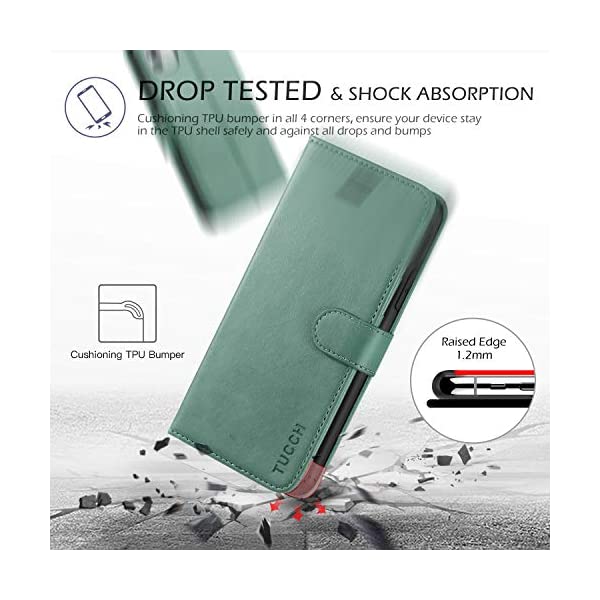 DROP TESTED & SHOCK ABSORPTION
Cushioning TPU bumper in all 4 corners, ensure your device stay
in the TPU shell safely and against all drops and bumps
Cushioning TPU Bumper
Raised Edge
1.2mm
TUCCH